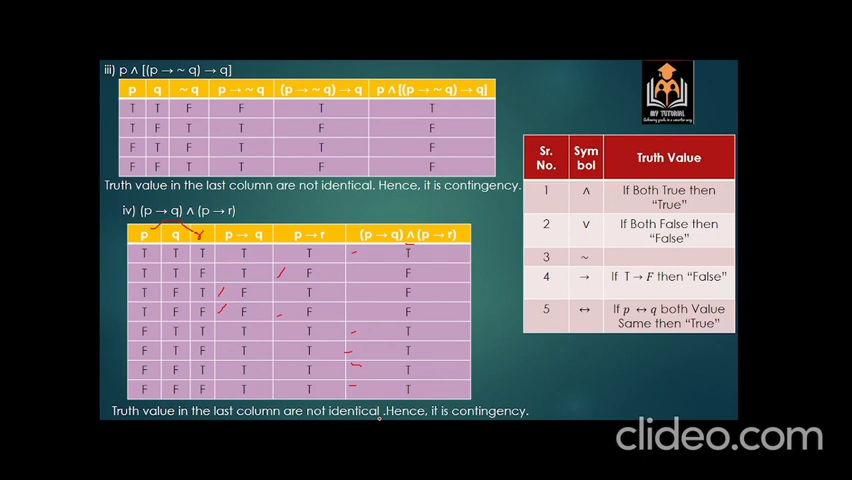 iii) p ∧ [(p → ~ q) → q]
p q ~ q p → ~ q (p → ~ q) → q p ∧ [(p → ~ q) → q]
T T F F T T
T F T T F F
F T F T T F
F F T T F F
Truth value in the last column are not identical. Hence, it is contingency.
iv) (p → q) ∧ (p → r)
p q r p → q p → r (p → q) ∧ (p → r)
T T T T T T
T T F T F F
T F T F T F
T F F F F F
F T T T T T
F T F T T T
F F T T T T
F F F T T T
Truth value in the last column are not identical .Hence, it is contingency.
MY TUTORIAL
Sr. No. Sym bol Truth Value
1 ∧ If Both True then "True"
2 ∨ If Both False then "False"
3 ~
4 → If T → F then "False"
5 ↔ If p ↔ q both Value Same then "True"
clideo.com